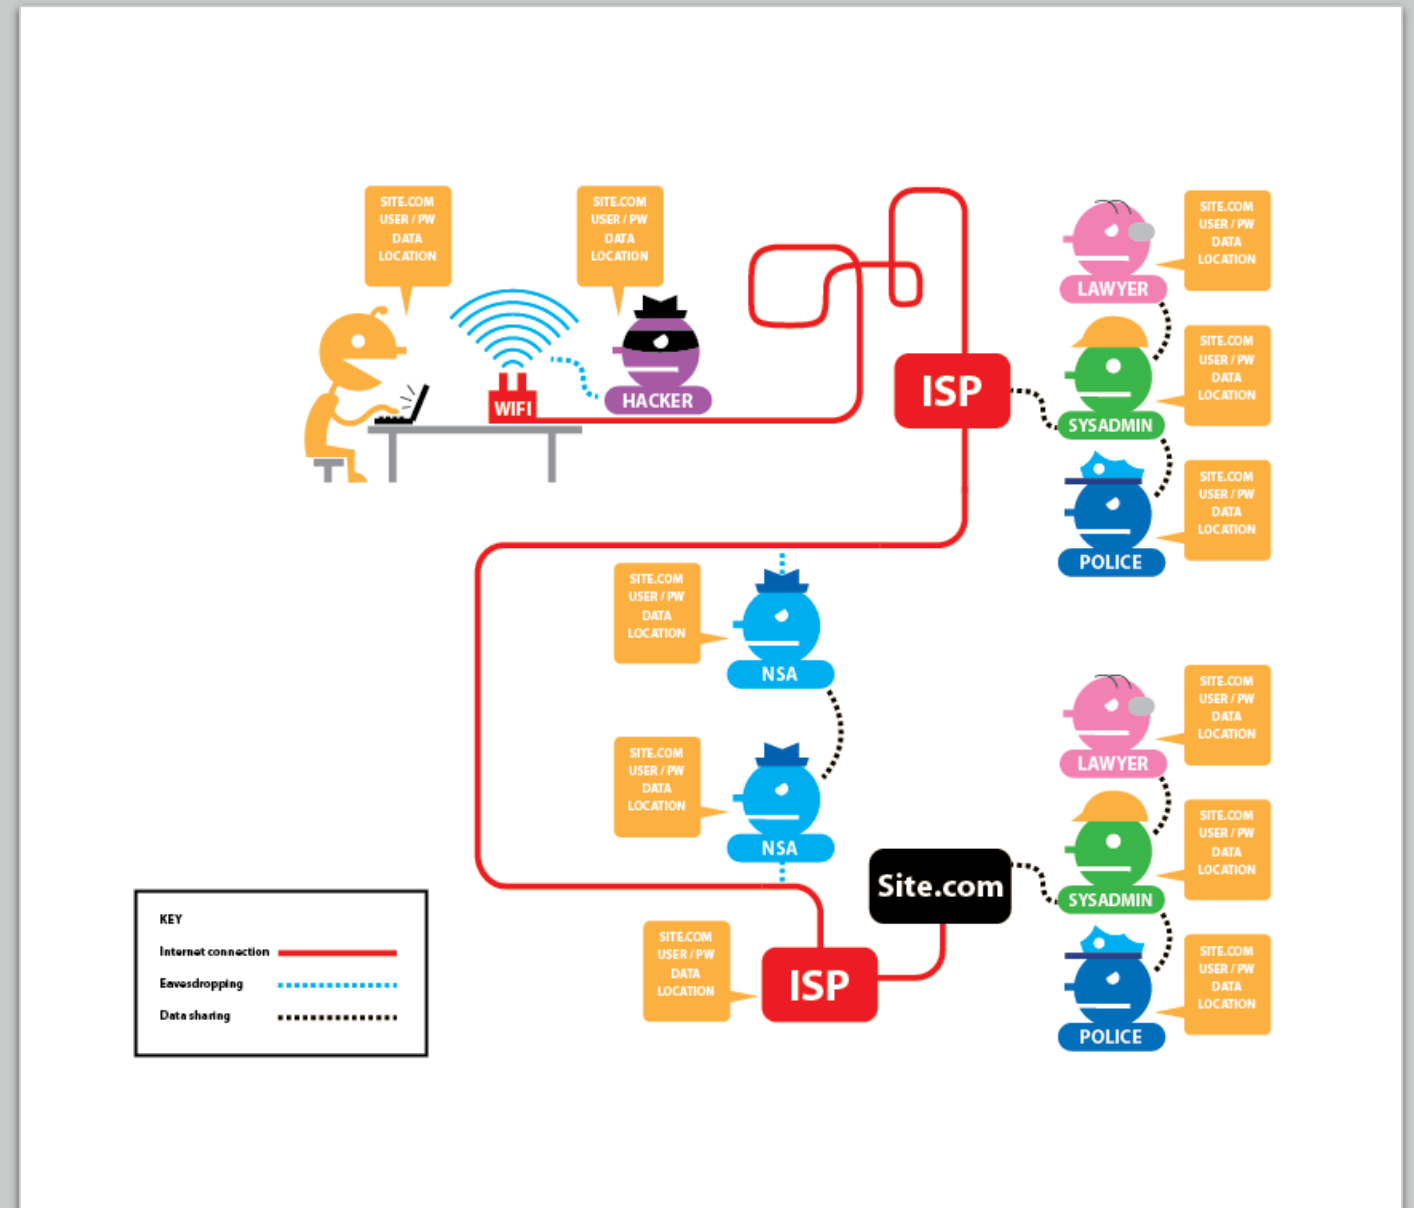 SITE.COM
USER / PW
DATA
LOCATION
SITE.COM
USER / PW
DATA
LOCATION
WIFI
HACKER
ISP
LAWYER
SITE.COM
USER / PW
DATA
LOCATION
SYSADMIN
SITE.COM
USER / PW
DATA
LOCATION
POLICE
SITE.COM
USER / PW
DATA
LOCATION
SITE.COM
USER / PW
DATA
LOCATION
NSA
SITE.COM
USER / PW
DATA
LOCATION
NSA
LAWYER
SITE.COM
USER / PW
DATA
LOCATION
Site.com
SYSADMIN
SITE.COM
USER / PW
DATA
LOCATION
SITE.COM
USER / PW
DATA
LOCATION
ISP
POLICE
SITE.COM
USER / PW
DATA
LOCATION
KEY
Internet connection
Eavesdropping
Data sharing